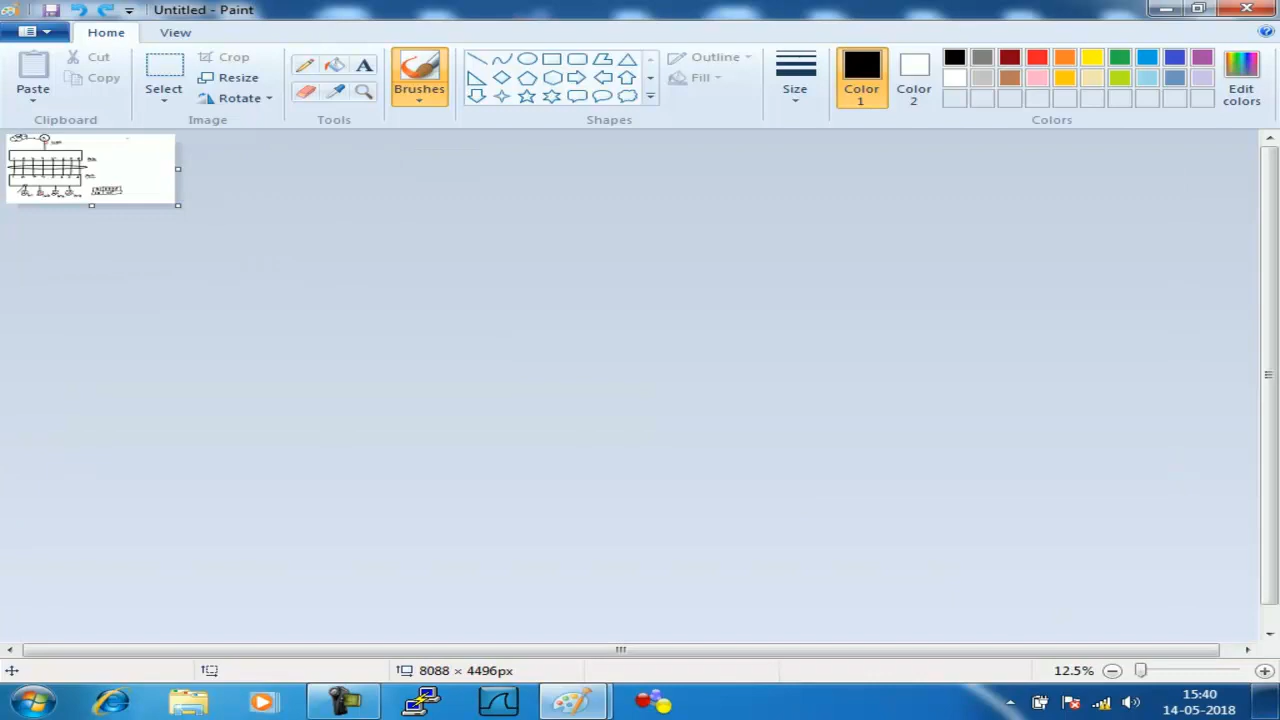 Untitled - Paint
Home View
Paste
Cut
Copy
Clipboard
Select
Crop
Resize
Rotate
Image
Tools
Brushes
Shapes
Outline
Fill
Size
Color 1
Color 2
Edit colors
Colors
8088 × 4496px
12.5%
15:40
14-05-2018